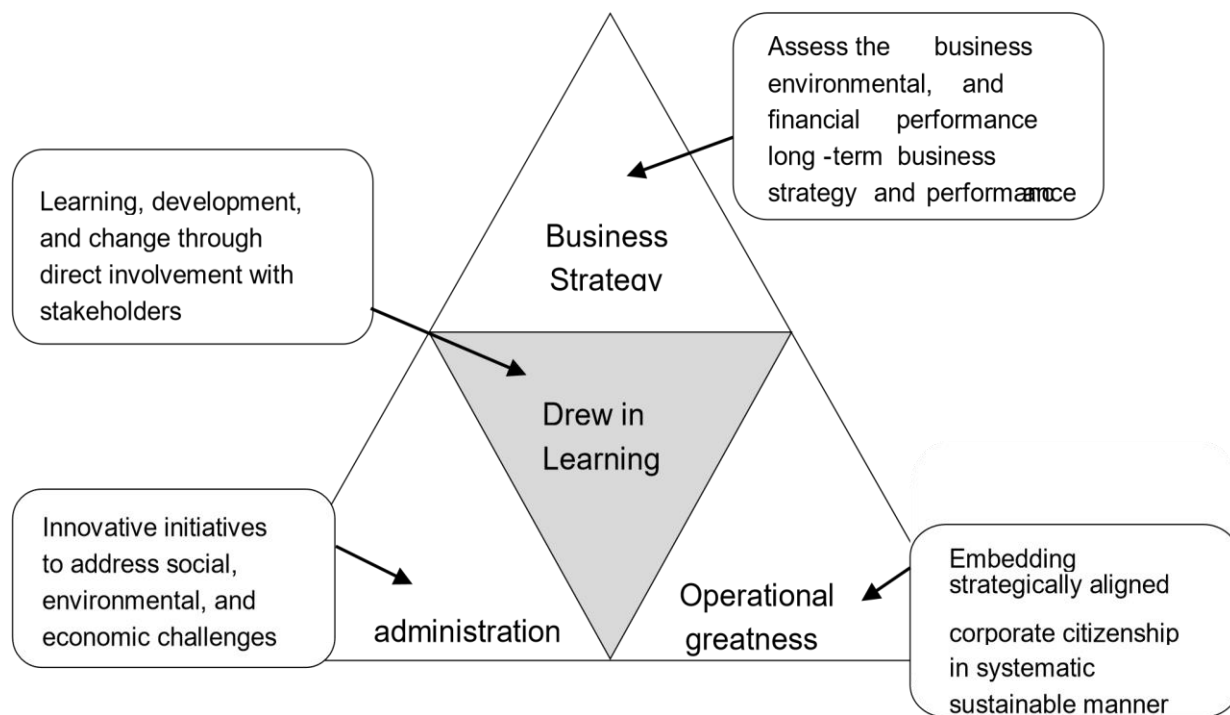 Assess the business
environmental, and
financial performance
long -term business
strategy and performance
Learning, development,
and change through
direct involvement with
stakeholders
Business
Strategy
Drew in
Learning
Innovative initiatives
to address social,
environmental, and
economic challenges
administration
Operational
greatness
Embedding
strategically aligned
corporate citizenship
in systematic
sustainable manner